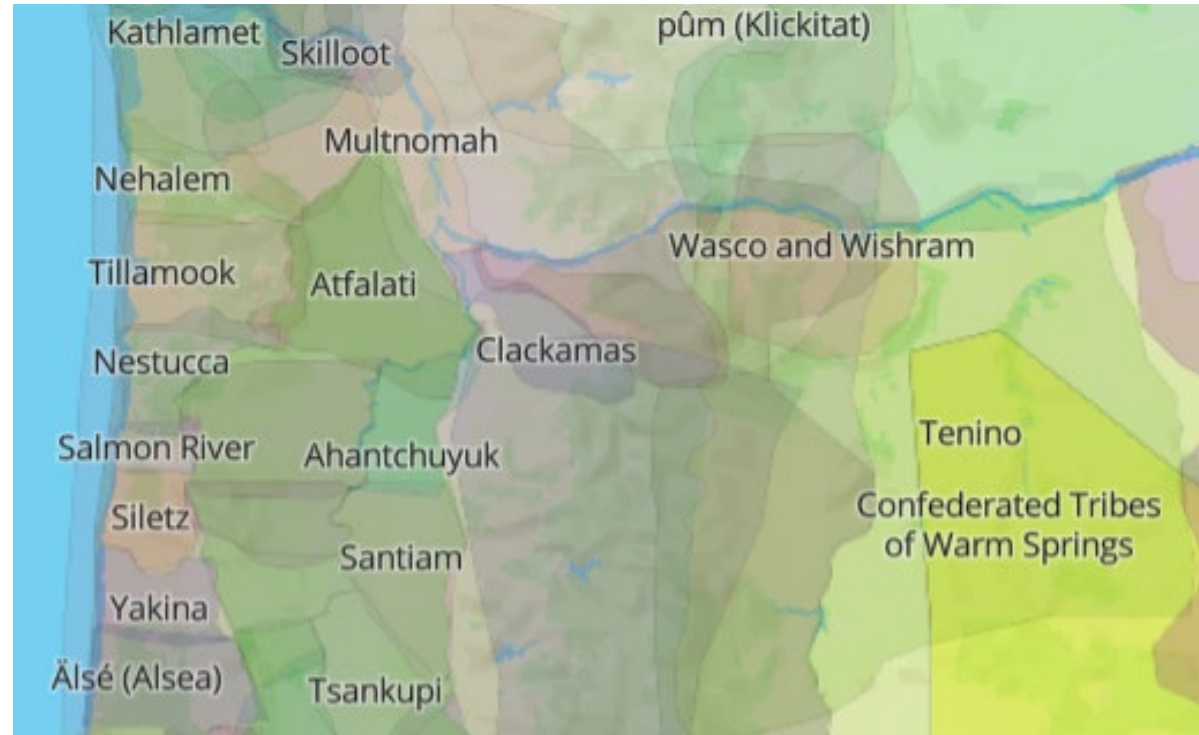 Kathlamet
Skilloot
pûm (Klickitat)
Multnomah
Nehalem
Wasco and Wishram
Tillamook
Atfalati
Clackamas
Nestucca
Tenino
Salmon River
Ahantchuyuk
Confederated Tribes
of Warm Springs
Siletz
Santiam
Yakina
Älsé (Alsea)
Tsankupi